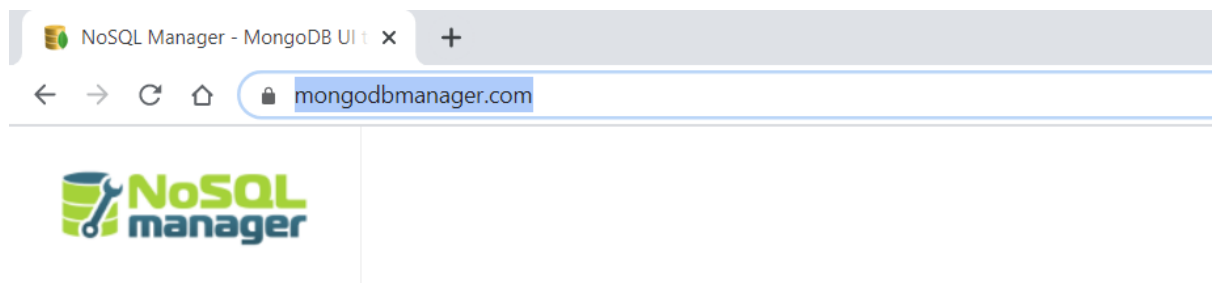 NoSQL Manager - MongoDB UI t
mongodbmanager.com
NoSQL
manager